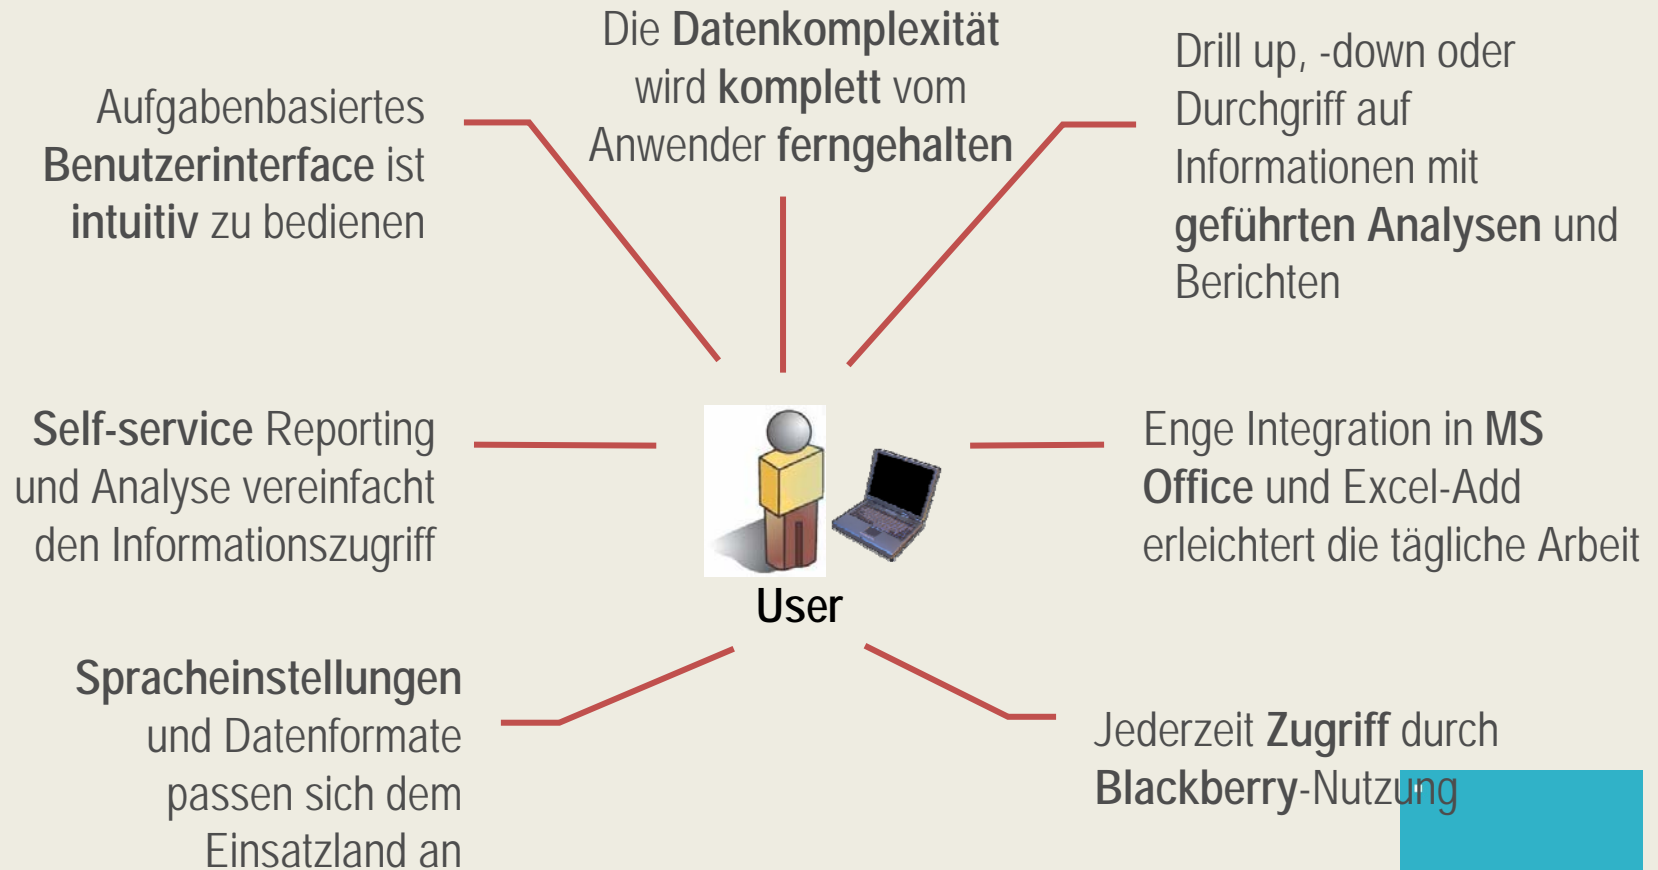 Aufgabenbasiertes
Benutzerinterface ist
intuitiv zu bedienen
Die Datenkomplexität
wird komplett vom
Anwender ferngehalten
Drill up, -down oder
Durchgriff auf
Informationen mit
geführten Analysen und
Berichten
Self-service Reporting
und Analyse vereinfacht
den Informationszugriff
User
Enge Integration in MS
Office und Excel-Add
erleichtert die tägliche Arbeit
Spracheinstellungen
und Datenformate
passen sich dem
Einsatzland an
Jederzeit Zugriff durch
Blackberry-Nutzung